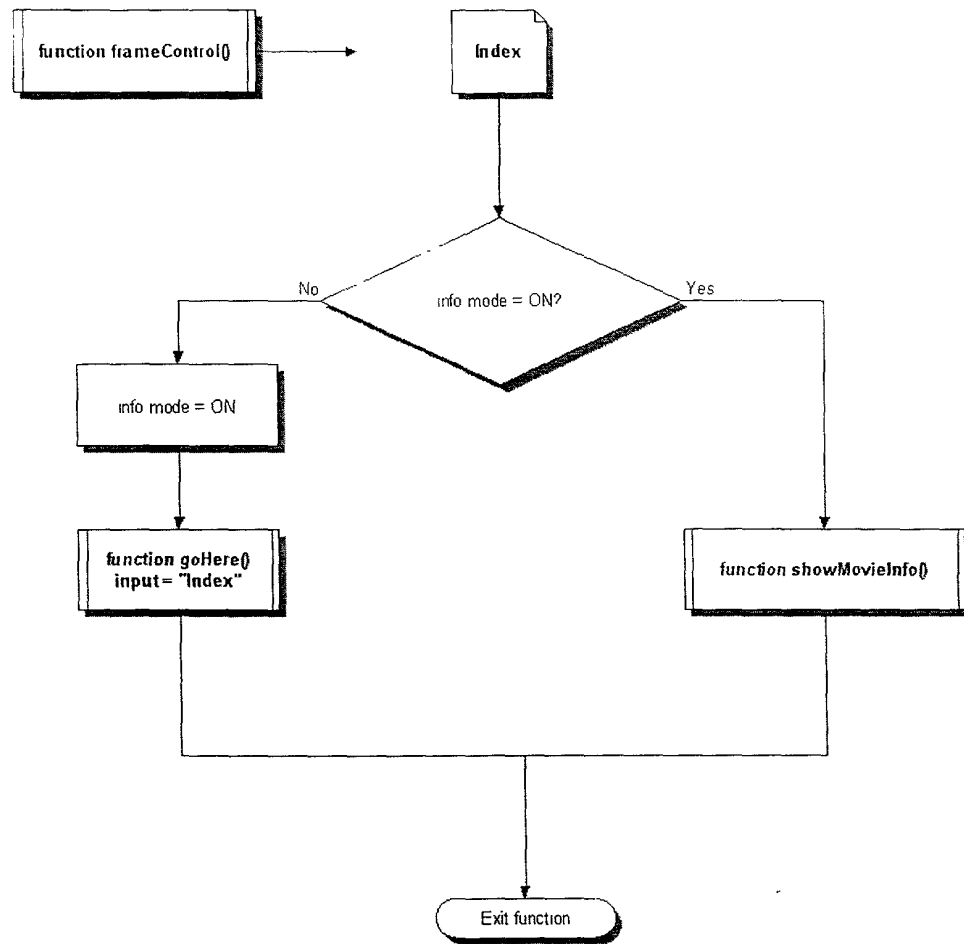 function frameControl()
Index
No
info mode = ON?
Yes
info mode = ON
function goHere()
input = "Index"
function showMovieInfo()
Exit function